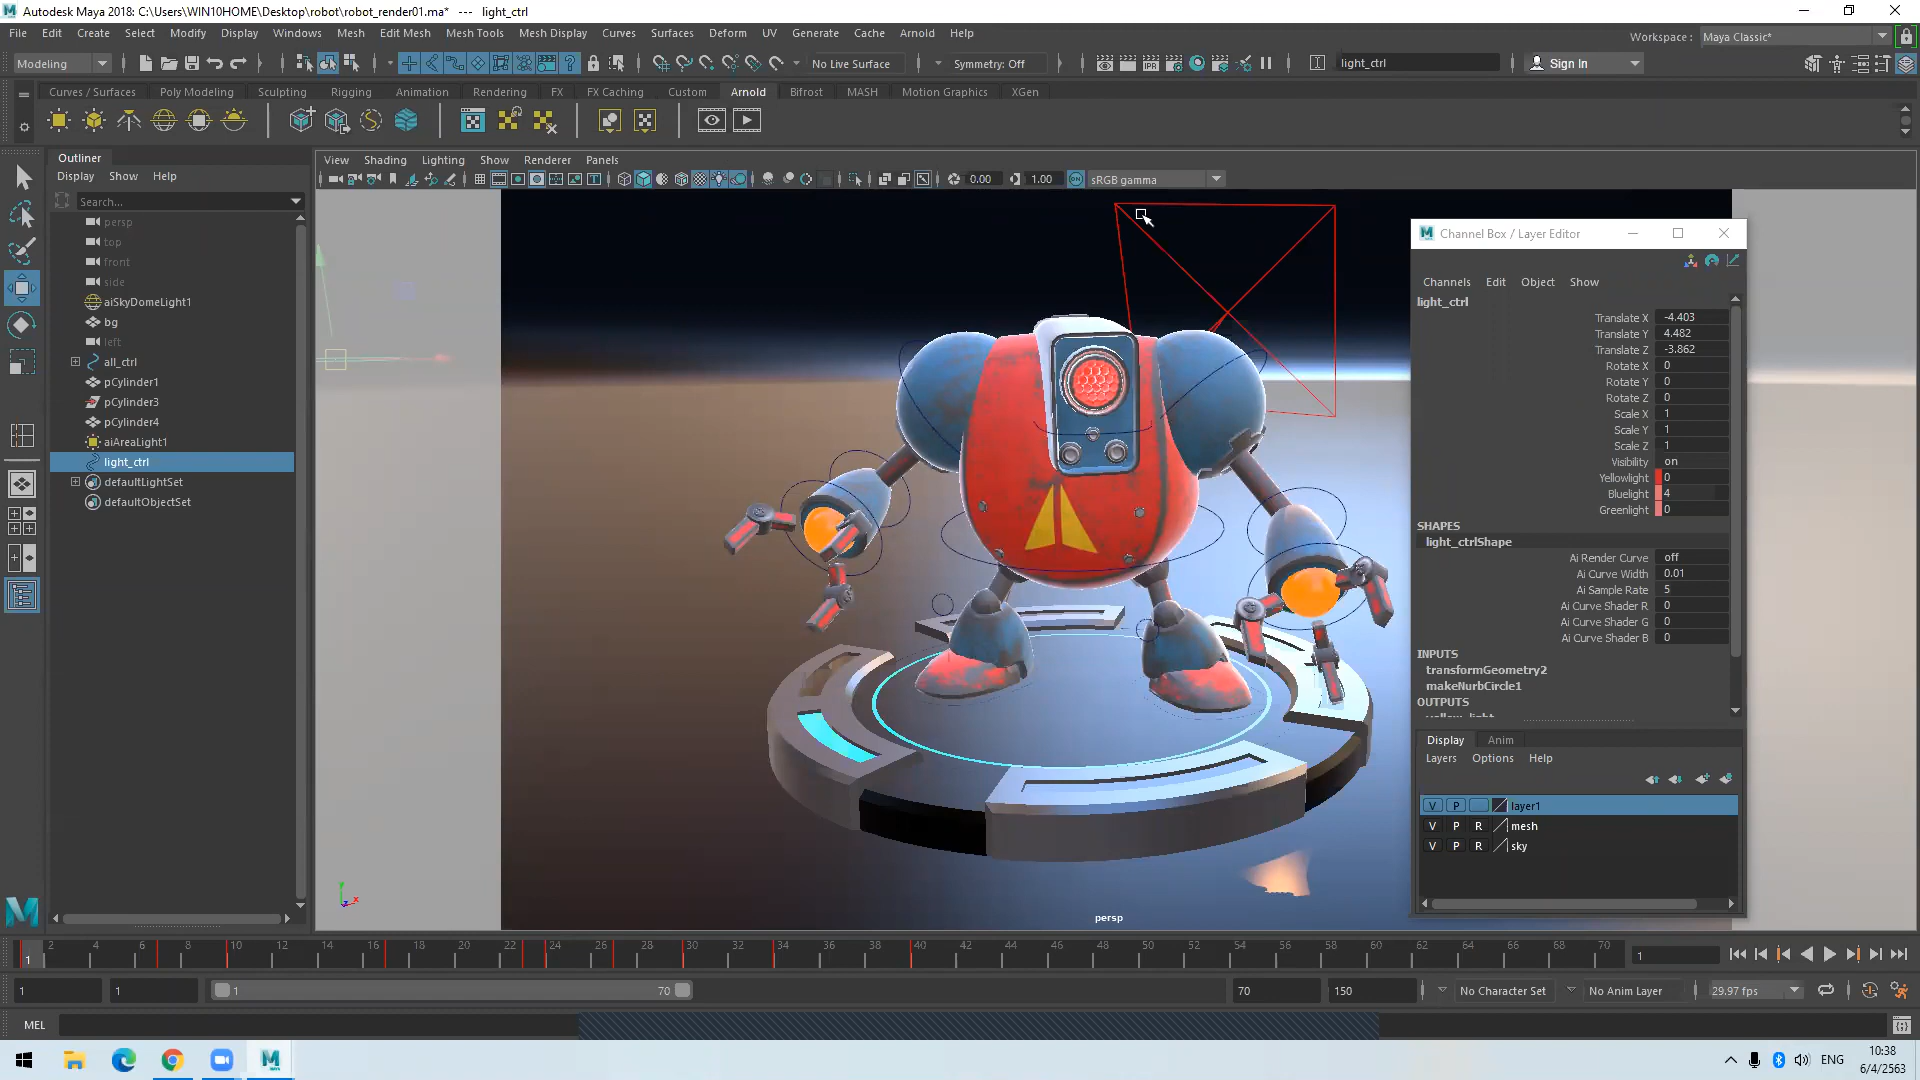 Autodesk Maya 2018: C:\Users\WIN10HOME\Desktop\robot\robot_render01.ma* --- light_ctrl
File Edit Create Select Modify Display Windows Mesh Edit Mesh Mesh Tools Mesh Display Curves Surfaces Deform UV Generate Cache Arnold Help
Workspace : Maya Classic*
Modeling No Live Surface Symmetry: Off light_ctrl Sign In
Curves / Surfaces Poly Modeling Sculpting Rigging Animation Rendering FX FX Caching Custom Arnold Bifrost MASH Motion Graphics XGen
IPR
Outliner
Display Show Help
Search...
persp
top
front
side
aiSkyDomeLight1
bg
left
all_ctrl
pCylinder1
pCylinder3
pCylinder4
aiAreaLight1
light_ctrl
defaultLightSet
defaultObjectSet
View Shading Lighting Show Renderer Panels
0.00 1.00 ON sRGB gamma
persp
Channel Box / Layer Editor
Channels Edit Object Show
light_ctrl
Translate X -4.403
Translate Y 4.482
Translate Z -3.862
Rotate X 0
Rotate Y 0
Rotate Z 0
Scale X 1
Scale Y 1
Scale Z 1
Visibility on
Yellowlight 0
Bluelight 4
Greenlight 0
SHAPES
light_ctrlShape
Ai Render Curve off
Ai Curve Width 0.01
Ai Sample Rate 5
Ai Curve Shader R 0
Ai Curve Shader G 0
Ai Curve Shader B 0
INPUTS
transformGeometry2
makeNurbCircle1
OUTPUTS
Display Anim
Layers Options Help
V P layer1
V P R mesh
V P R sky
2 4 6 8 10 12 14 16 18 20 22 24 26 28 30 32 34 36 38 40 42 44 46 48 50 52 54 56 58 60 62 64 66 68 70
1 1
1 1 1 70 70 150 No Character Set No Anim Layer 29.97 fps
MEL
ENG
10:38
6/4/2563